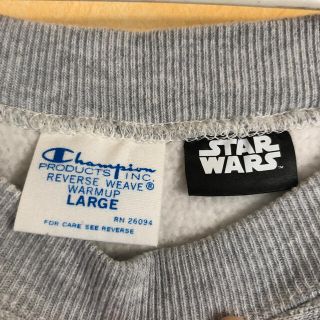 Champion
PRODUCTS INC.
REVERSE WEAVE®
WARMUP
LARGE
RN 26094
FOR CARE SEE REVERSE
STAR
WARS